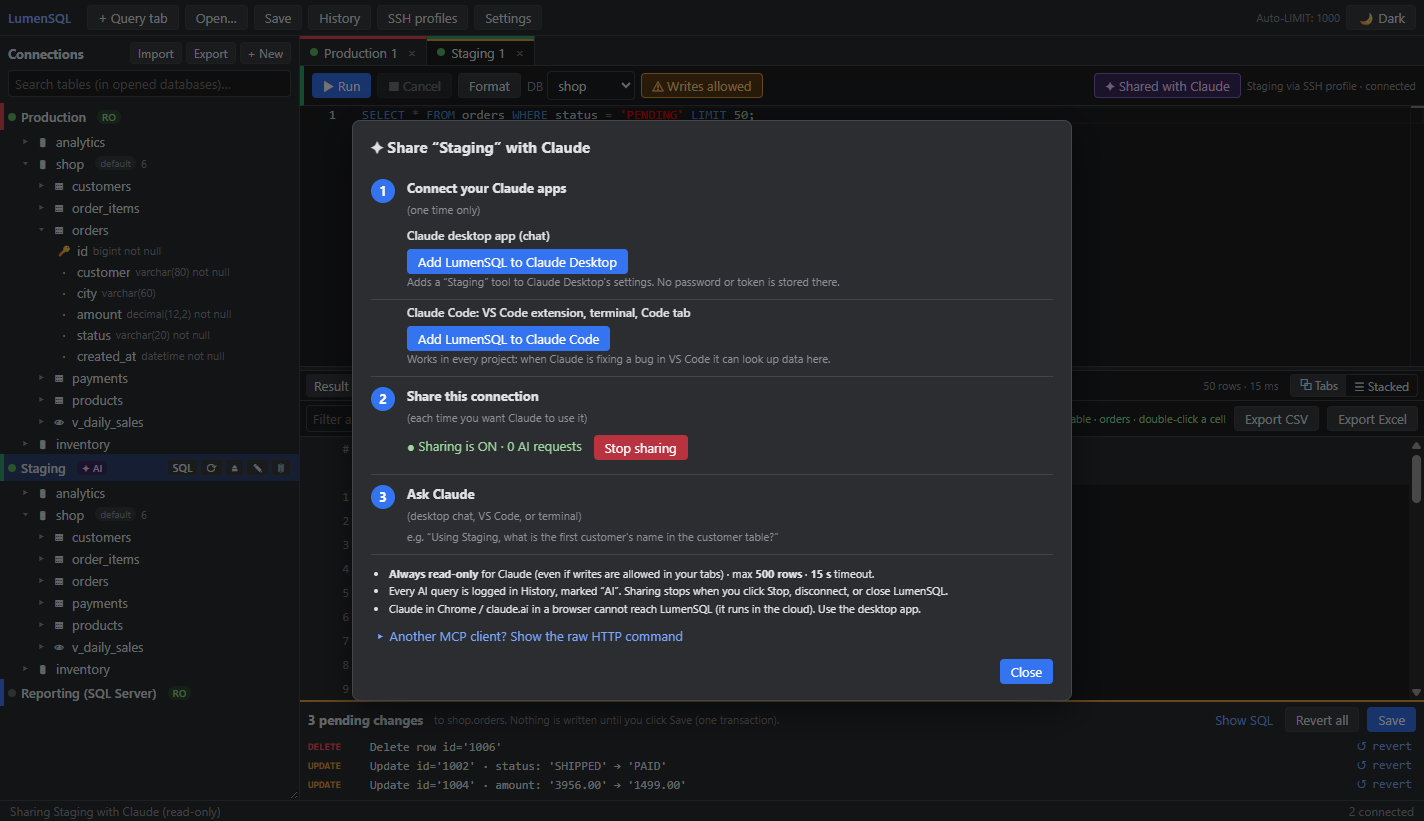 LumenSQL + Query tab Open... Save History SSH profiles Settings Auto-LIMIT: 1000 🌙 Dark
Connections Import Export + New
Search tables (in opened databases)...
Production RO
analytics
shop default 6
customers
order_items
orders
id bigint not null
customer varchar(80) not null
city varchar(60)
amount decimal(12,2) not null
status varchar(20) not null
created_at datetime not null
payments
products
v_daily_sales
inventory
Staging ✦ AI SQL
analytics
shop default 6
customers
order_items
orders
payments
products
v_daily_sales
inventory
Reporting (SQL Server) RO
Production 1 × Staging 1 ×
▶ Run ■ Cancel Format DB shop ⚠ Writes allowed ✦ Shared with Claude Staging via SSH profile · connected
1 SELECT * FROM orders WHERE status = 'PENDING' LIMIT 50;
✦ Share “Staging” with Claude
1 Connect your Claude apps
(one time only)
Claude desktop app (chat)
Add LumenSQL to Claude Desktop
Adds a “Staging” tool to Claude Desktop's settings. No password or token is stored there.
Claude Code: VS Code extension, terminal, Code tab
Add LumenSQL to Claude Code
Works in every project: when Claude is fixing a bug in VS Code it can look up data here.
2 Share this connection
(each time you want Claude to use it)
● Sharing is ON · 0 AI requests Stop sharing
3 Ask Claude
(desktop chat, VS Code, or terminal)
e.g. “Using Staging, what is the first customer's name in the customer table?”
• Always read-only for Claude (even if writes are allowed in your tabs) · max 500 rows · 15 s timeout.
• Every AI query is logged in History, marked “AI”. Sharing stops when you click Stop, disconnect, or close LumenSQL.
• Claude in Chrome / claude.ai in a browser cannot reach LumenSQL (it runs in the cloud). Use the desktop app.
▸ Another MCP client? Show the raw HTTP command
Close
Result 50 rows · 15 ms Tabs ☰ Stacked
Filter · orders · double-click a cell Export CSV Export Excel
#
1
2
3
4
5
6
7
8
9
3 pending changes to shop.orders. Nothing is written until you click Save (one transaction). Show SQL Revert all Save
DELETE Delete row id='1006' ↺ revert
UPDATE Update id='1002' · status: 'SHIPPED' → 'PAID' ↺ revert
UPDATE Update id='1004' · amount: '3956.00' → '1499.00' ↺ revert
Sharing Staging with Claude (read-only) 2 connected